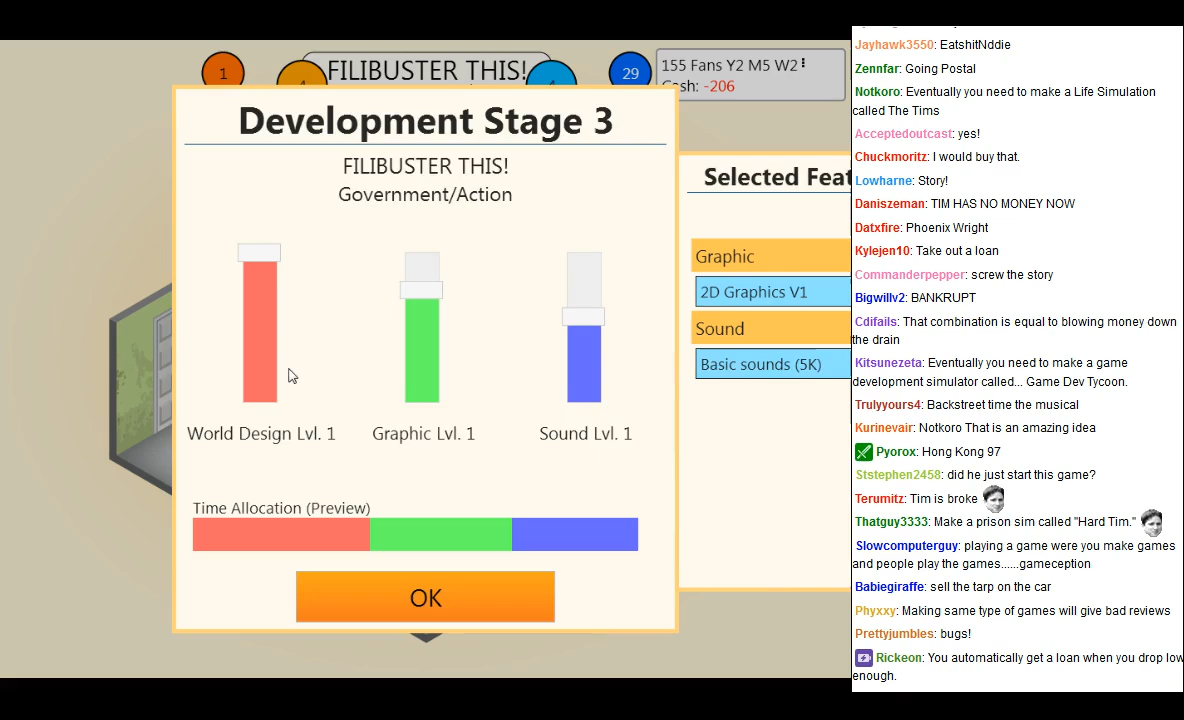 1
FILIBUSTER THIS!
29
155 Fans Y2 M5 W2
Cash: -206
Development Stage 3
FILIBUSTER THIS!
Government/Action
World Design Lvl. 1
Graphic Lvl. 1
Sound Lvl. 1
Time Allocation (Preview)
OK
Selected Feat
Graphic
2D Graphics V1
Sound
Basic sounds (5K)
Jayhawk3550: EatshitNddie
Zennfar: Going Postal
Notkoro: Eventually you need to make a Life Simulation
called The Tims
Acceptedoutcast: yes!
Chuckmoritz: I would buy that.
Lowharne: Story!
Daniszeman: TIM HAS NO MONEY NOW
Datxfire: Phoenix Wright
Kylejen10: Take out a loan
Commanderpepper: screw the story
Bigwillv2: BANKRUPT
Cdifails: That combination is equal to blowing money down
the drain
Kitsunezeta: Eventually you need to make a game
development simulator called... Game Dev Tycoon.
Trulyyours4: Backstreet time the musical
Kurinevair: Notkoro That is an amazing idea
Pyorox: Hong Kong 97
Ststephen2458: did he just start this game?
Terumitz: Tim is broke
Thatguy3333: Make a prison sim called "Hard Tim."
Slowcomputerguy: playing a game were you make games
and people play the games......gameception
Babiegiraffe: sell the tarp on the car
Phyxxy: Making same type of games will give bad reviews
Prettyjumbles: bugs!
Rickeon: You automatically get a loan when you drop low
enough.